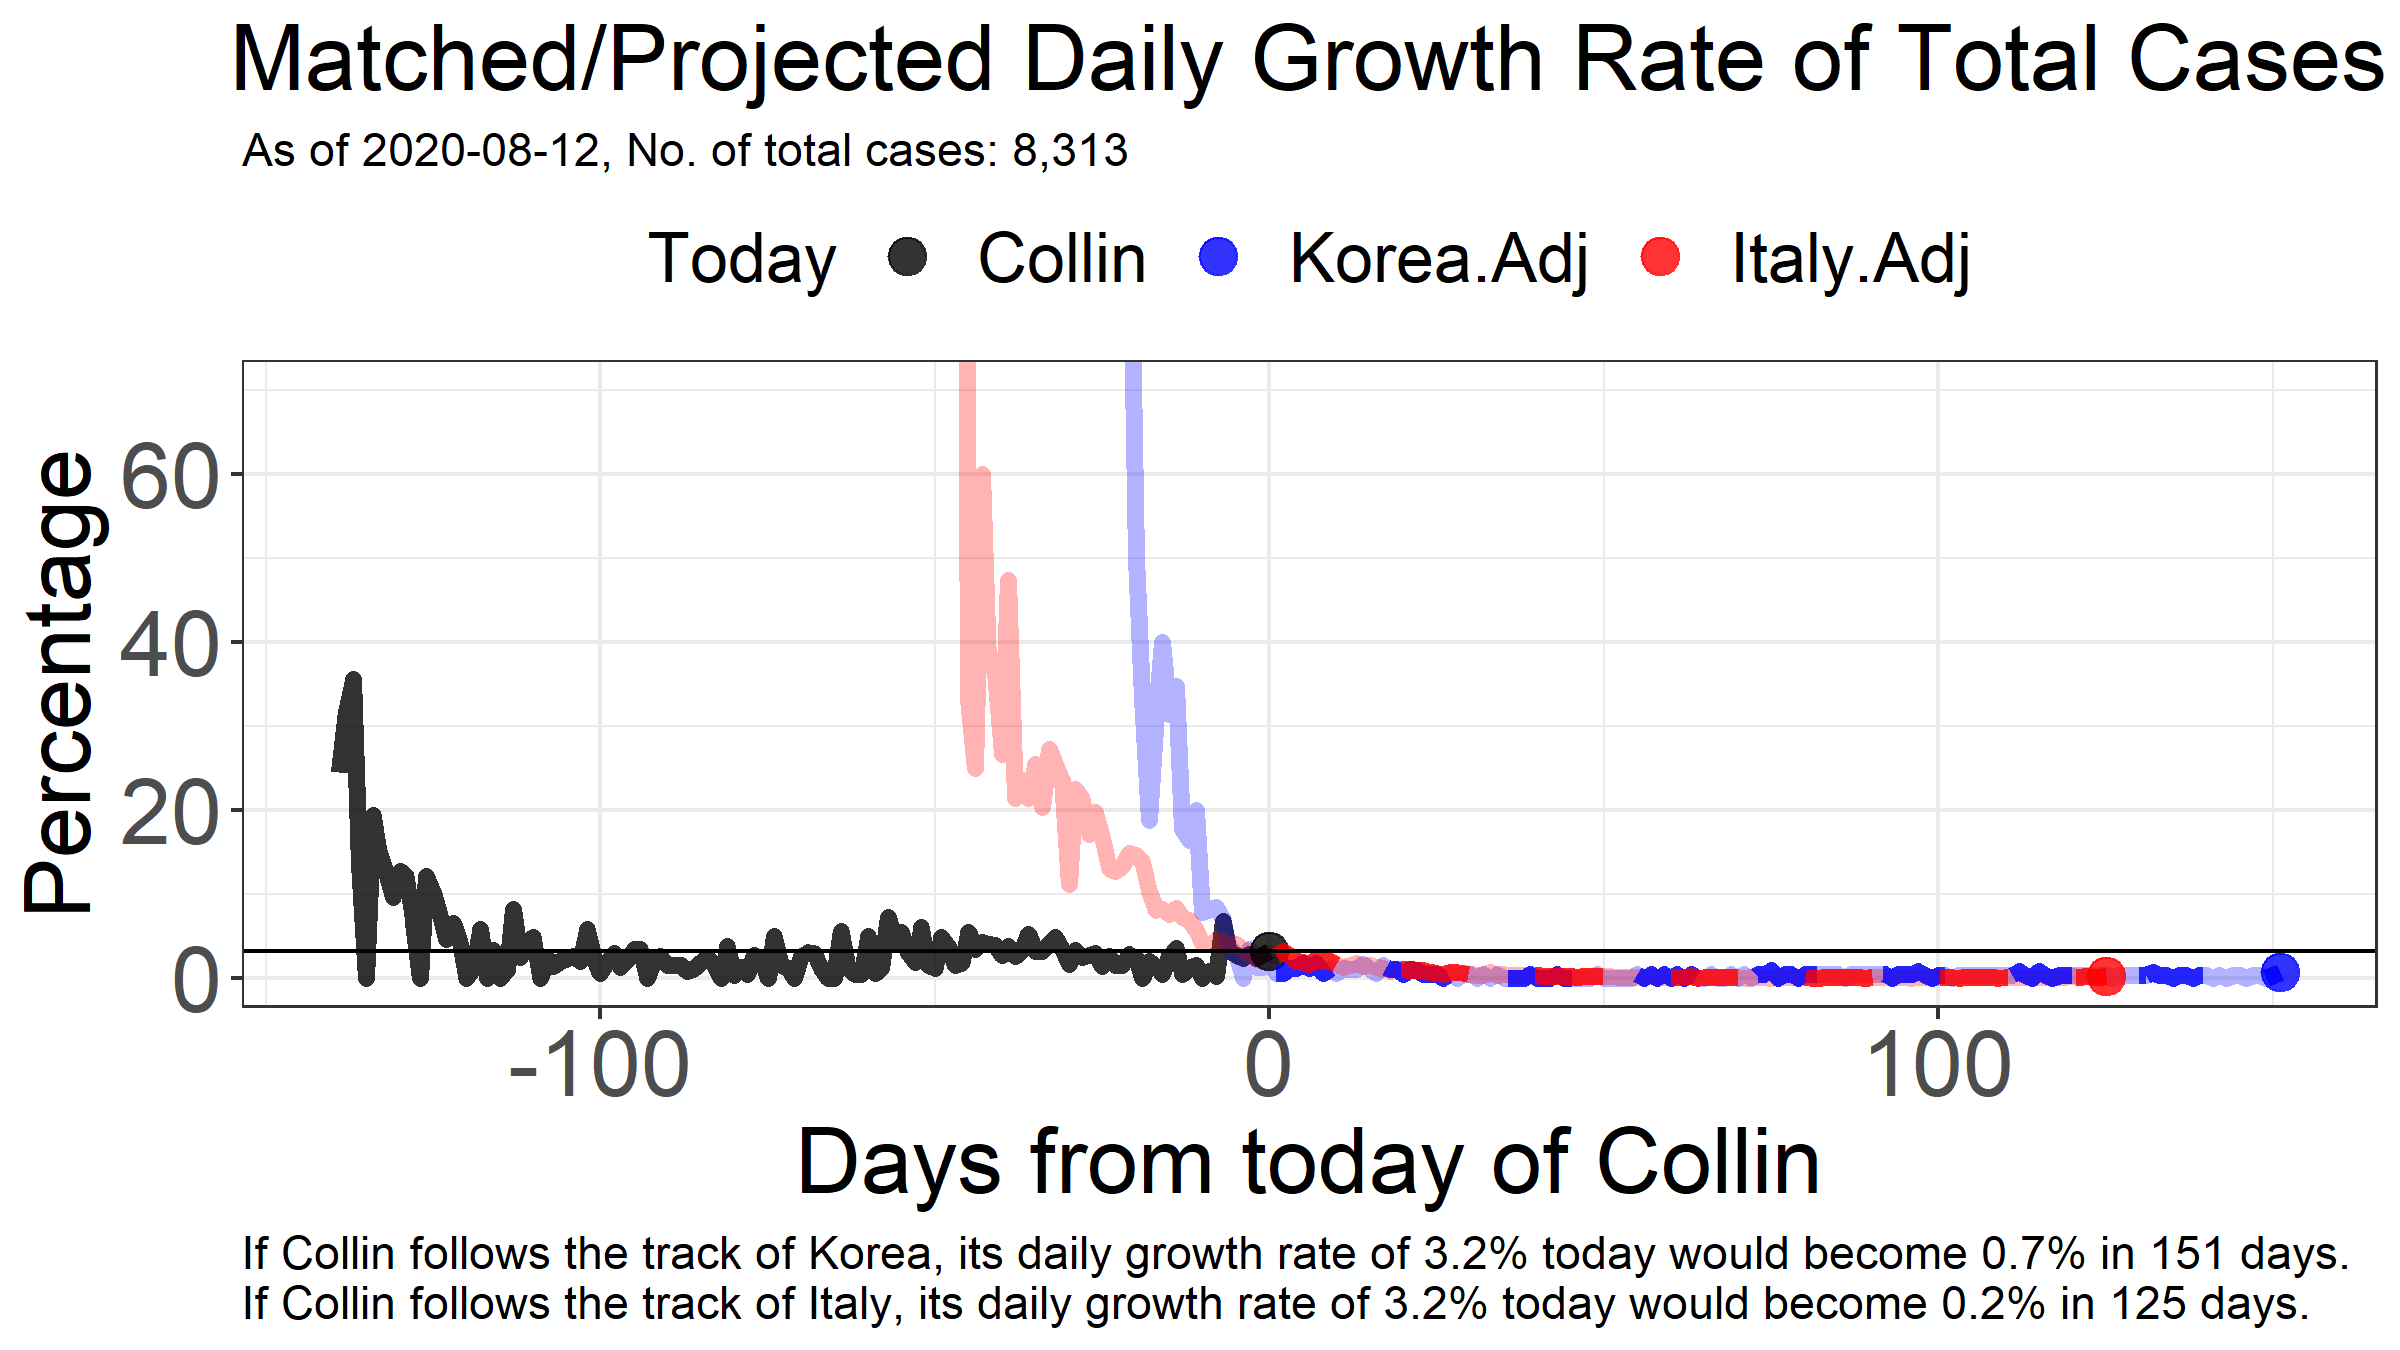 Matched/Projected Daily Growth Rate of Total Cases
As of 2020-08-12, No. of total cases: 8,313
Today Collin Korea.Adj Italy.Adj
Percentage
60
40
20
0
-100 0 100
Days from today of Collin
If Collin follows the track of Korea, its daily growth rate of 3.2% today would become 0.7% in 151 days.
If Collin follows the track of Italy, its daily growth rate of 3.2% today would become 0.2% in 125 days.